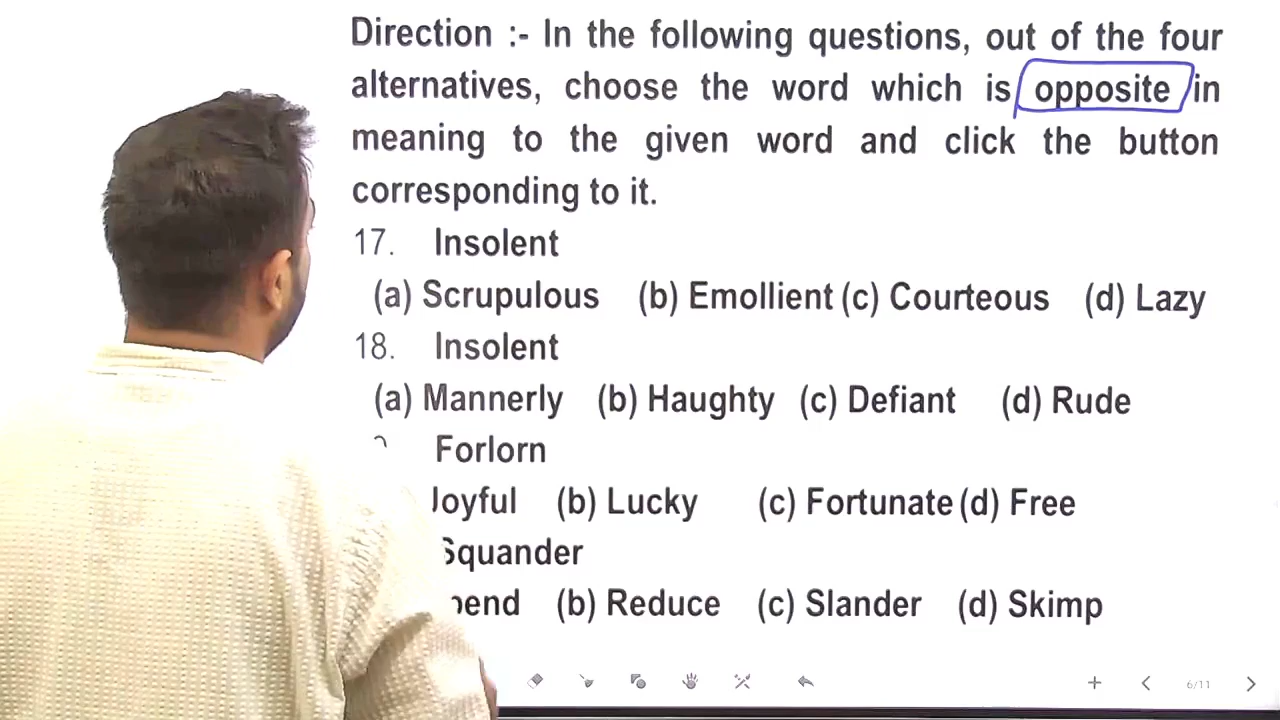 Direction :- In the following questions, out of the four
alternatives, choose the word which is opposite in
meaning to the given word and click the button
corresponding to it.
17. Insolent
(a) Scrupulous (b) Emollient (c) Courteous (d) Lazy
18. Insolent
(a) Mannerly (b) Haughty (c) Defiant (d) Rude
Forlorn
Joyful (b) Lucky (c) Fortunate (d) Free
Squander
(b) Reduce (c) Slander (d) Skimp
6/11